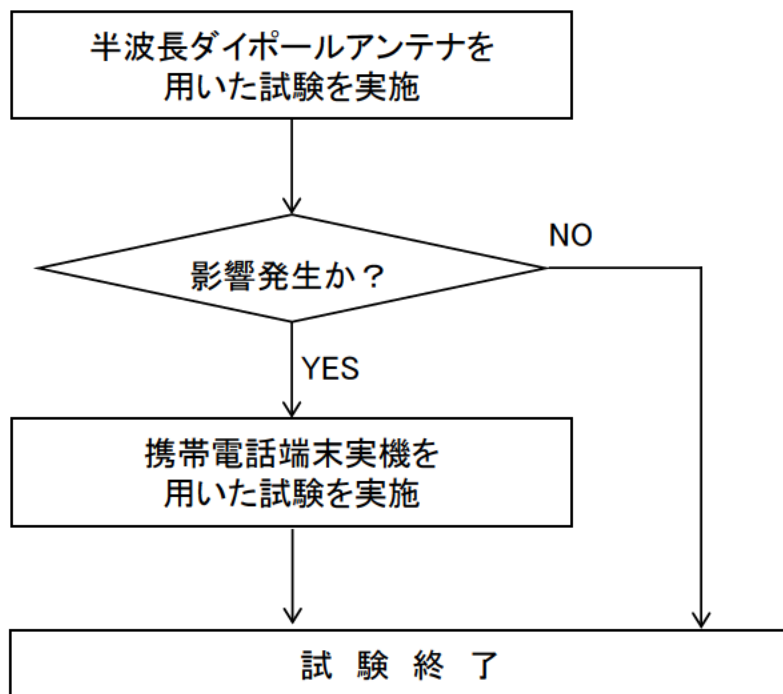 半波長ダイポールアンテナを
用いた試験を実施
影響発生か？
NO
YES
携帯電話端末実機を
用いた試験を実施
試 験 終 了